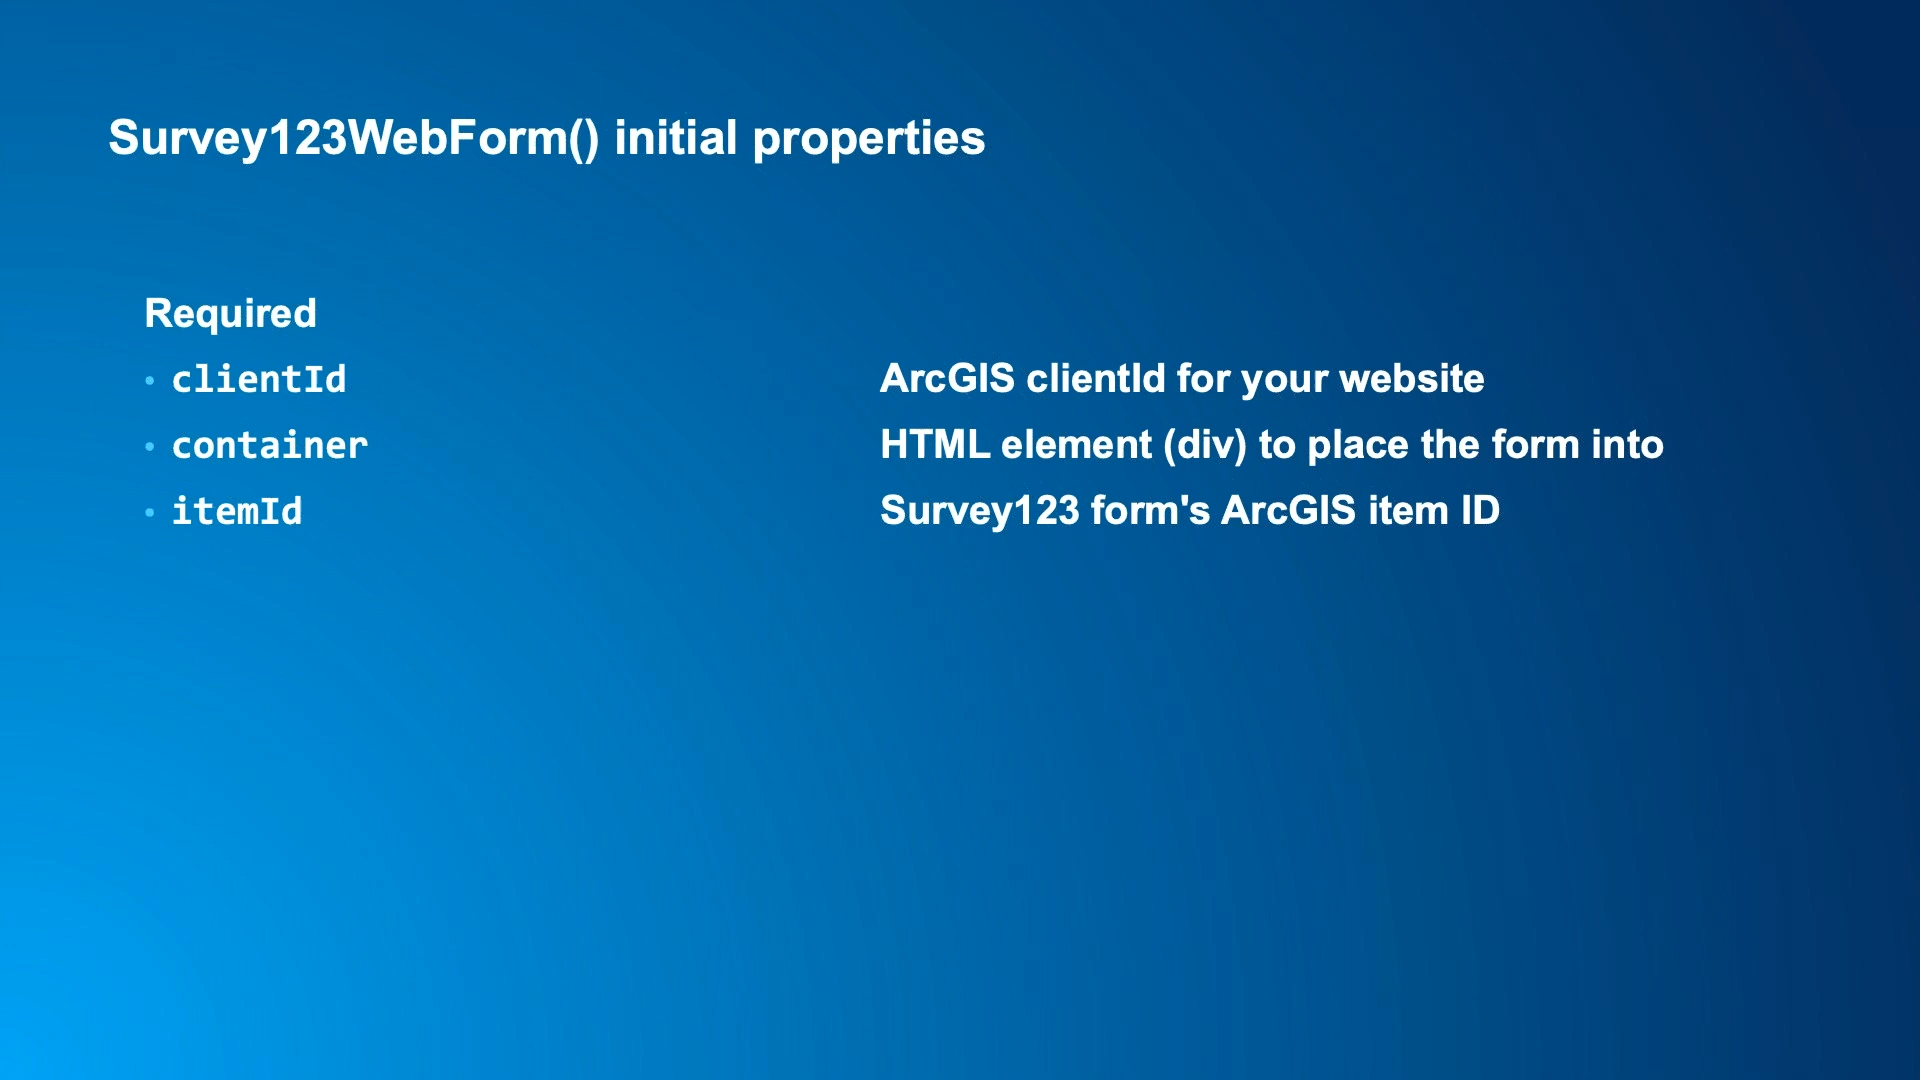 Survey123WebForm() initial properties
Required
• clientId ArcGIS clientId for your website
• container HTML element (div) to place the form into
• itemId Survey123 form's ArcGIS item ID